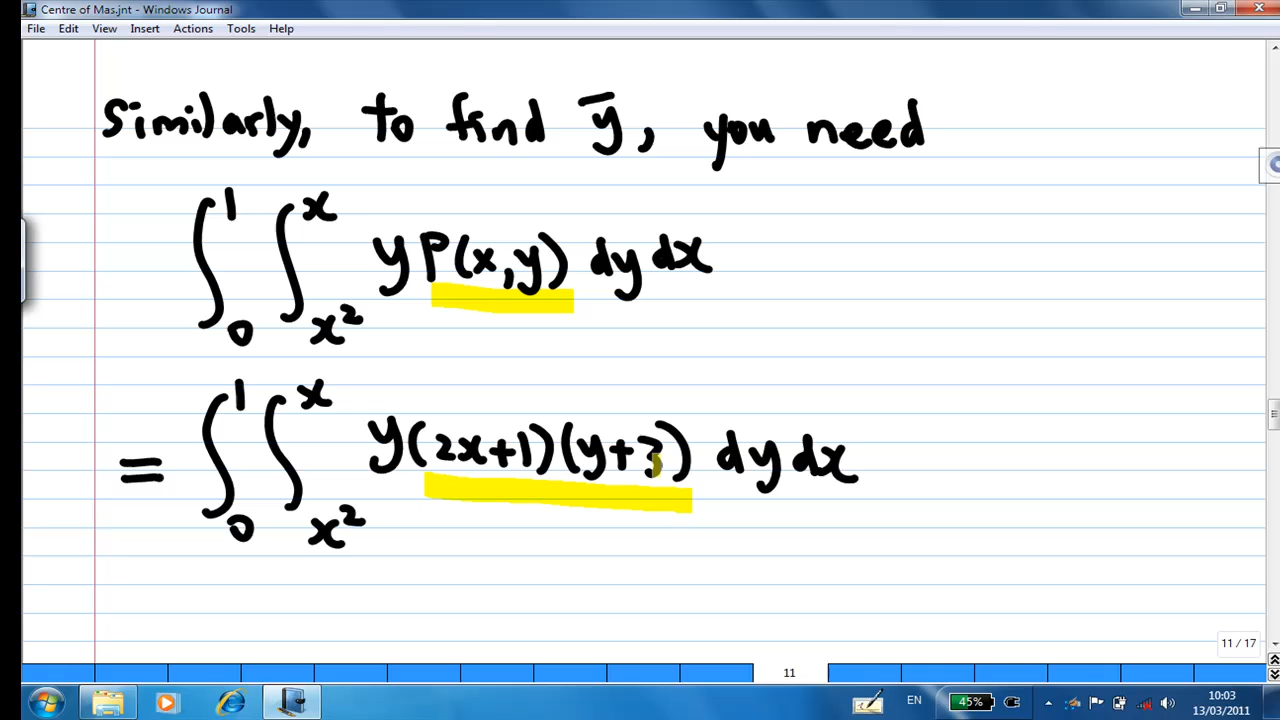 Centre of Mas.jnt - Windows Journal
File Edit View Insert Actions Tools Help
Similarly, to find ȳ, you need
∫₀¹ ∫ₓ²ˣ y P(x,y) dy dx
= ∫₀¹ ∫ₓ²ˣ y(2x+1)(y+3) dy dx
11 / 17
11
EN 45% 10:03
13/03/2011